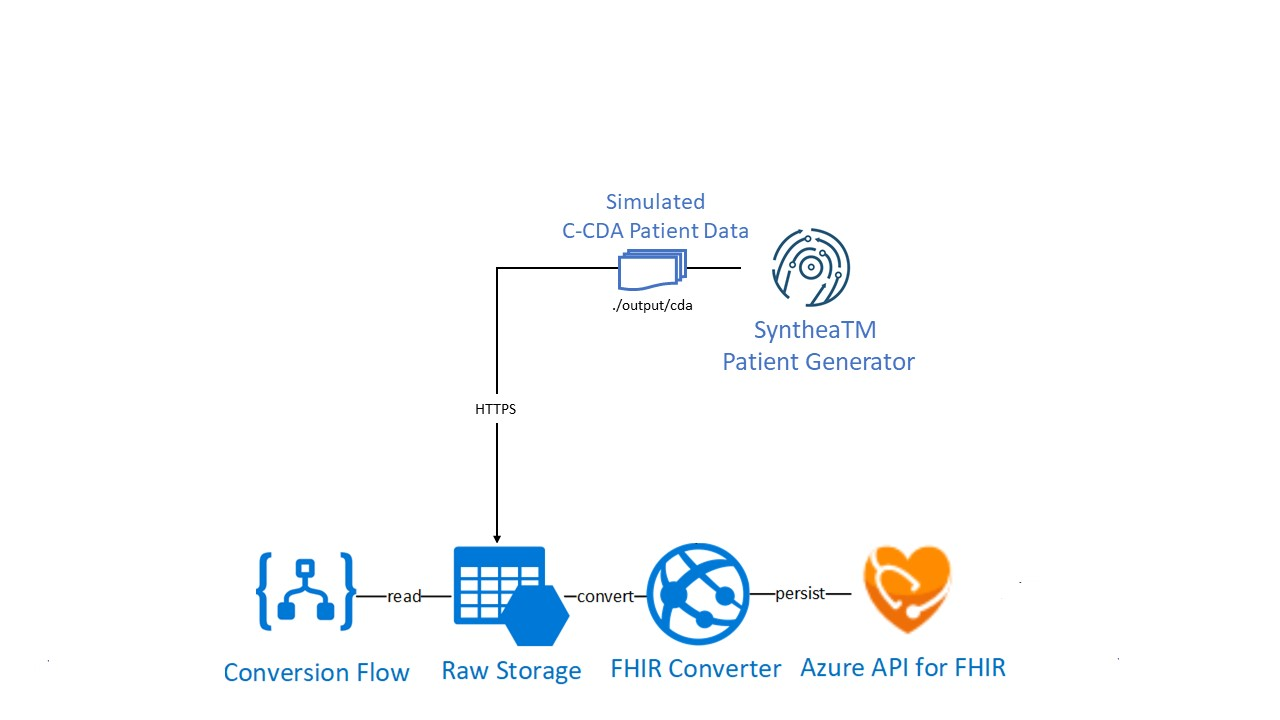 Simulated
C-CDA Patient Data
./output/cda
SyntheaTM
Patient Generator
HTTPS
read
convert
persist
Conversion Flow
Raw Storage
FHIR Converter
Azure API for FHIR